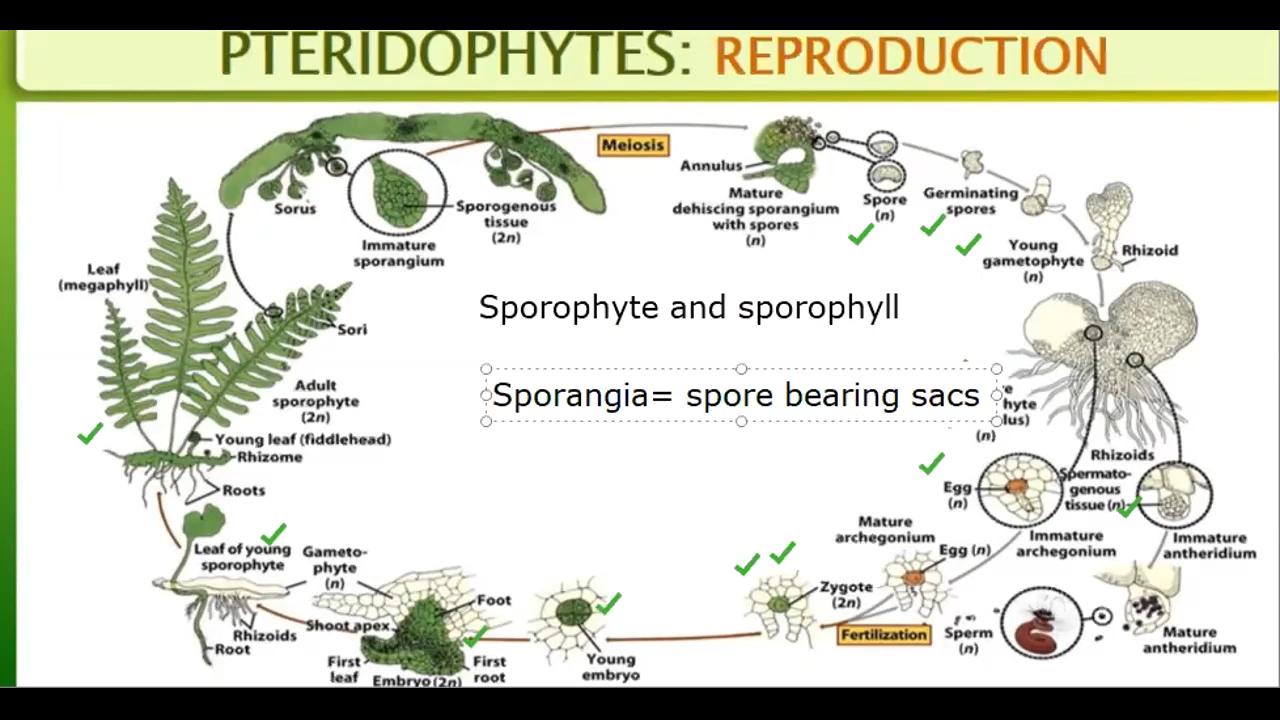 PTERIDOPHYTES: REPRODUCTION
Meiosis
Annulus
Mature
dehiscing sporangium
with spores
(n)
Spore
(n)
Germinating
spores
Young
gametophyte
(n)
Rhizoid
Sorus
Sporogenous
tissue
(2n)
Immature
sporangium
Leaf
(megaphyll)
Sori
Sporophyte and sporophyll
Sporangia= spore bearing sacs
(n)
Adult
sporophyte
(2n)
Young leaf (fiddlehead)
Rhizome
Roots
Rhizoids
Egg
(n)
Spermato-
genous
tissue (n)
Immature
archegonium
Immature
antheridium
Mature
archegonium
Egg (n)
Leaf of young
sporophyte
Gameto-
phyte
(n)
Foot
Shoot apex
Rhizoids
Root
First
leaf
Embryo (2n)
First
root
Young
embryo
Zygote
(2n)
Fertilization
Sperm
(n)
Mature
antheridium